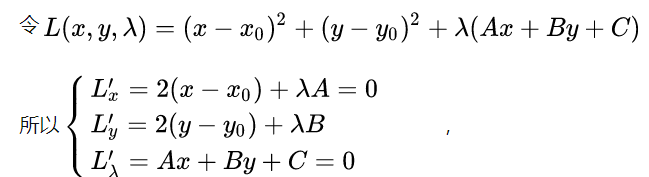 令 L(x, y, λ) = (x − x₀)² + (y − y₀)² + λ(Ax + By + C)
L′ₓ = 2(x − x₀) + λA = 0
所以 { L′ᵧ = 2(y − y₀) + λB ,
L′_λ = Ax + By + C = 0